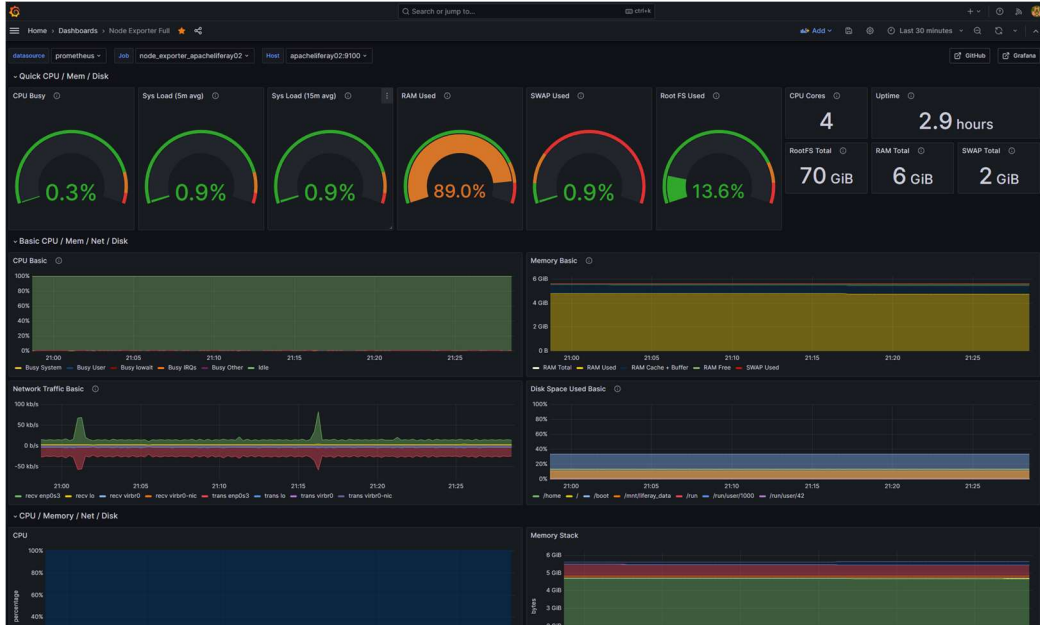 Search or jump to...
ctrl+k
Home › Dashboards › Node Exporter Full
Add
Last 30 minutes
datasource prometheus
Job node_exporter_apacheliferay02
Host apacheliferay02:9100
GitHub
Grafana
Quick CPU / Mem / Disk
CPU Busy
Sys Load (5m avg)
Sys Load (15m avg)
RAM Used
SWAP Used
Root FS Used
CPU Cores
Uptime
0.3%
0.9%
0.9%
89.0%
0.9%
13.6%
4
2.9 hours
RootFS Total
RAM Total
SWAP Total
70 GiB
6 GiB
2 GiB
Basic CPU / Mem / Net / Disk
CPU Basic
100%
80%
60%
40%
20%
0%
21:00 21:05 21:10 21:15 21:20 21:25
Busy System Busy User Busy Iowait Busy IRQs Busy Other Idle
Memory Basic
6 GiB
4 GiB
2 GiB
0 B
21:00 21:05 21:10 21:15 21:20 21:25
RAM Total RAM Used RAM Cache + Buffer RAM Free SWAP Used
Network Traffic Basic
100 kb/s
50 kb/s
0 b/s
-50 kb/s
21:00 21:05 21:10 21:15 21:20 21:25
recv enp0s3 recv lo recv virbr0 recv virbr0-nic trans enp0s3 trans lo trans virbr0 trans virbr0-nic
Disk Space Used Basic
100%
80%
60%
40%
20%
21:00 21:05 21:10 21:15 21:20 21:25
/home / /boot /mnt/liferay_data /run /run/user/1000 /run/user/42
CPU / Memory / Net / Disk
CPU
100%
80%
40%
percentage
Memory Stack
6 GiB
5 GiB
4 GiB
3 GiB
bytes